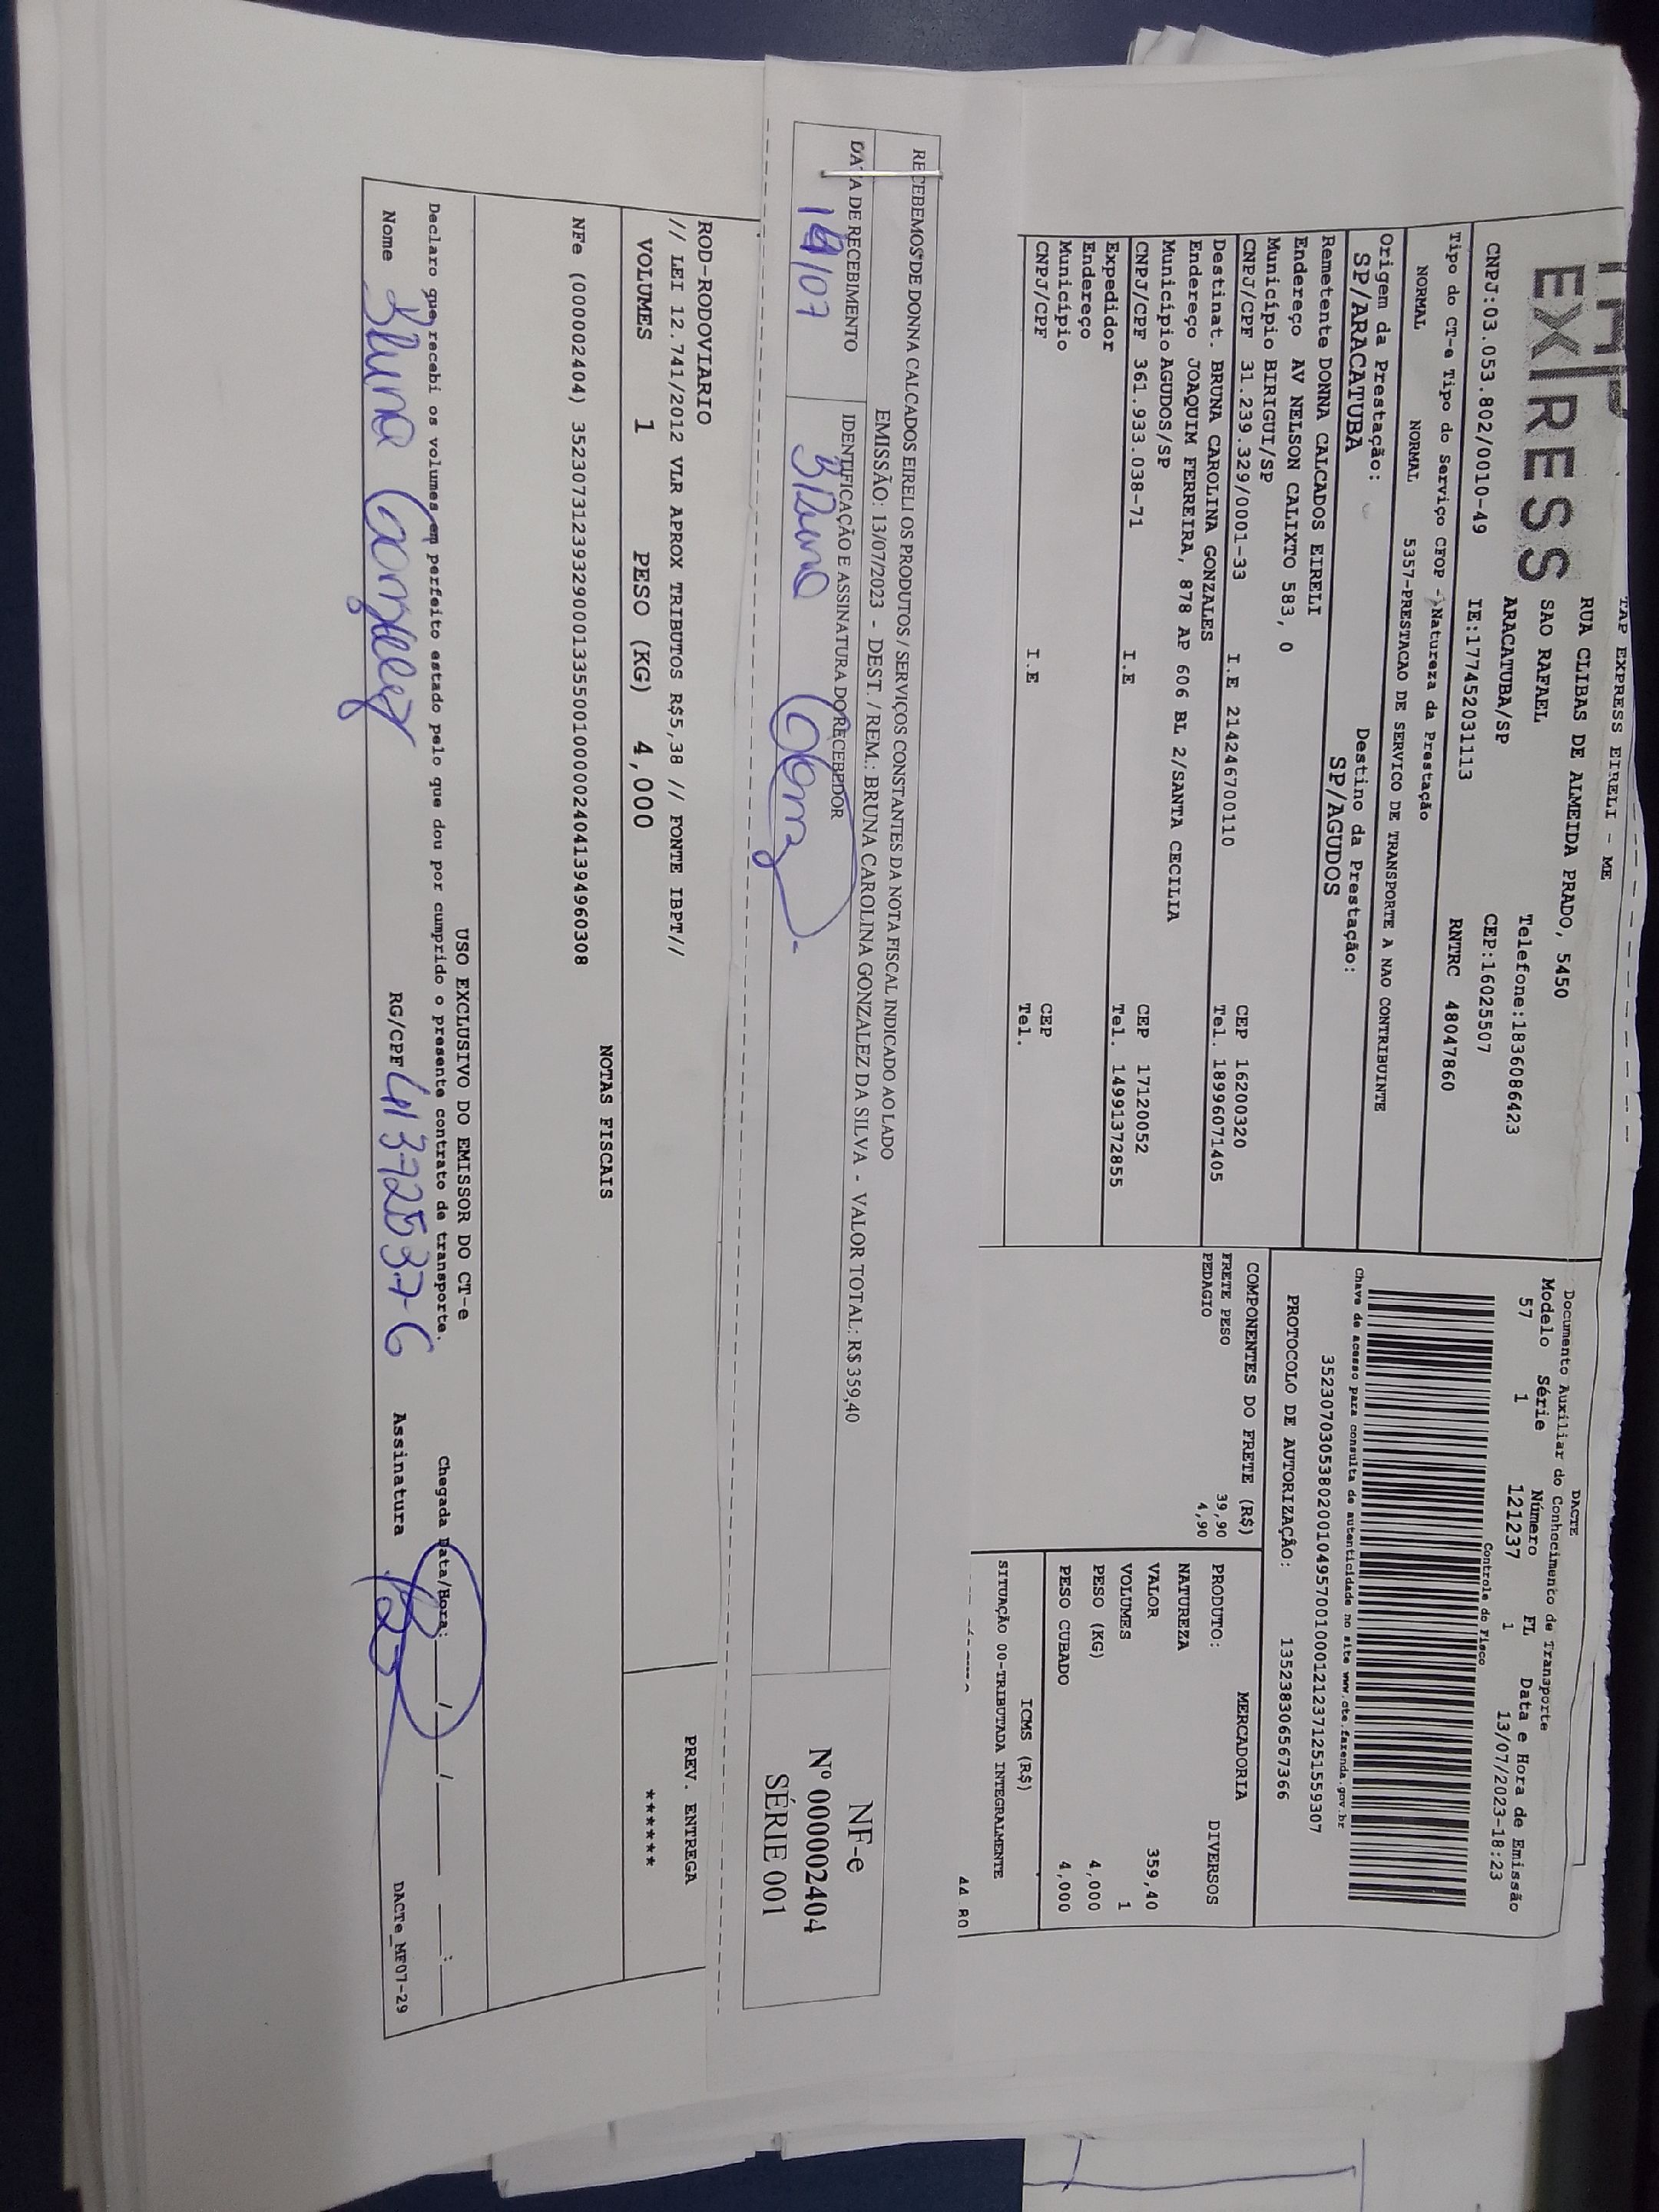 TAP EXPRESS EIRELI - ME
EXPRESS
RUA CLIBAS DE ALMEIDA PRADO, 5450
SAO RAFAEL
Telefone:1836086423
ARACATUBA/SP
CEP:16025507
CNPJ:03.053.802/0010-49
IE:177452031113
RNTRC 48047860
Tipo do CT-e Tipo do Serviço CFOP - Natureza da Prestação
NORMAL NORMAL 5357-PRESTACAO DE SERVICO DE TRANSPORTE A NAO CONTRIBUINTE
Origem da Prestação:
SP/ARACATUBA
Destino da Prestação:
SP/AGUDOS
Remetente DONNA CALCADOS EIRELI
Endereço AV NELSON CALIXTO 583, 0
Município BIRIGUI/SP
CEP 16200320
CNPJ/CPF 31.239.329/0001-33 I.E 214246700110 Tel. 18996071405
Destinat. BRUNA CAROLINA GONZALES
Endereço JOAQUIM FERREIRA, 878 AP 606 BL 2/SANTA CECILIA
Município AGUDOS/SP
CEP 17120052
CNPJ/CPF 361.933.038-71 I.E Tel. 14991372855
Expedidor
Endereço
Município CEP
CNPJ/CPF I.E Tel.
DACTE
Documento Auxiliar do Conhecimento de Transporte
Modelo Série Número FL Data e Hora de Emissão
57 1 121237 1 13/07/2023-18:23
Controle do Fisco
Chave de acesso para consulta de autenticidade no site www.cte.fazenda.gov.br
35230703053802001049570010001212371251559307
PROTOCOLO DE AUTORIZAÇÃO: 135238306567366
COMPONENTES DO FRETE (R$)
FRETE PESO 39,90
PEDAGIO 4,90
MERCADORIA
PRODUTO: DIVERSOS
NATUREZA
VALOR 359,40
VOLUMES 1
PESO (KG) 4,000
PESO CUBADO 4,000
ICMS (R$)
SITUAÇÃO 00-TRIBUTADA INTEGRALMENTE
RECEBEMOS DE DONNA CALCADOS EIRELI OS PRODUTOS / SERVIÇOS CONSTANTES DA NOTA FISCAL INDICADO AO LADO
EMISSÃO: 13/07/2023 - DEST. / REM.: BRUNA CAROLINA GONZALEZ DA SILVA - VALOR TOTAL: R$ 359,40
DATA DE RECEBIMENTO
IDENTIFICAÇÃO E ASSINATURA DO RECEBEDOR
Bruna
NF-e
Nº 000002404
SÉRIE 001
ROD-RODOVIARIO
// LEI 12.741/2012 VLR APROX TRIBUTOS R$5,38 // FONTE IBPT//
VOLUMES 1 PESO (KG) 4,000
PREV. ENTREGA
******
NOTAS FISCAIS
NFe (000002404) 35230731239329000133550010000024041394960308
USO EXCLUSIVO DO EMISSOR DO CT-e
Declaro que recebi os volumes em perfeito estado pelo que dou por cumprido o presente contrato de transporte.
Chegada Data/Hora: ___/___/___ ___:___
Nome Bruna Gonzalez
RG/CPF 41372537-6
Assinatura
DACTe_MF07-29